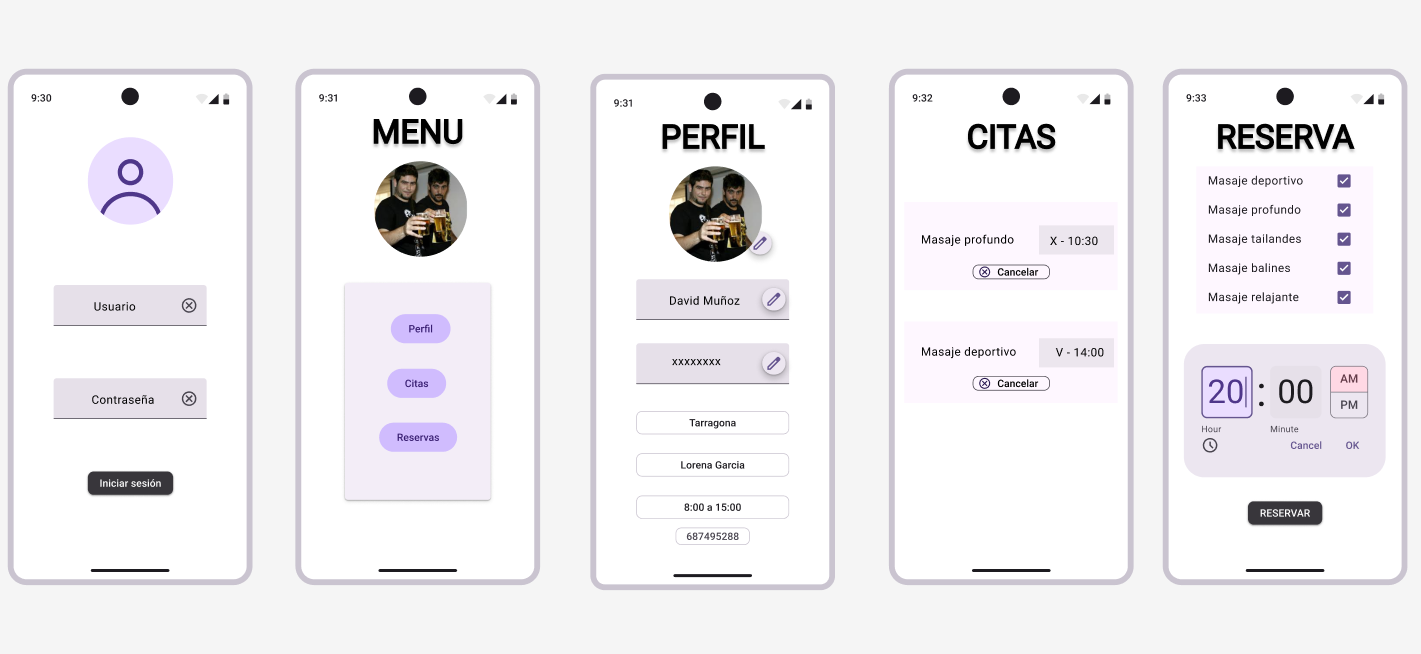 9:30
Usuario
Contraseña
Iniciar sesión
9:31
MENU
Perfil
Citas
Reservas
9:31
PERFIL
David Muñoz
xxxxxxxx
Tarragona
Lorena Garcia
8:00 a 15:00
687495288
9:32
CITAS
Masaje profundo X - 10:30
Cancelar
Masaje deportivo V - 14:00
Cancelar
9:33
RESERVA
Masaje deportivo
Masaje profundo
Masaje tailandes
Masaje balines
Masaje relajante
20 : 00 AM
PM
Hour Minute
Cancel OK
RESERVAR